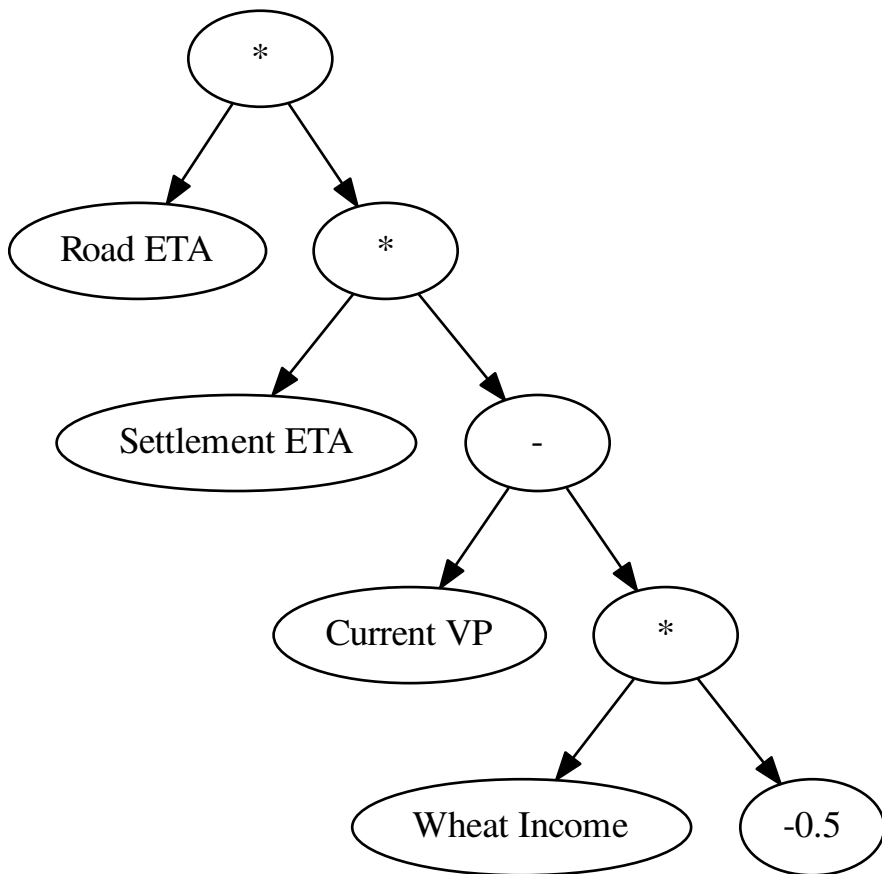 *
Road ETA
*
Settlement ETA
-
Current VP
*
Wheat Income
-0.5